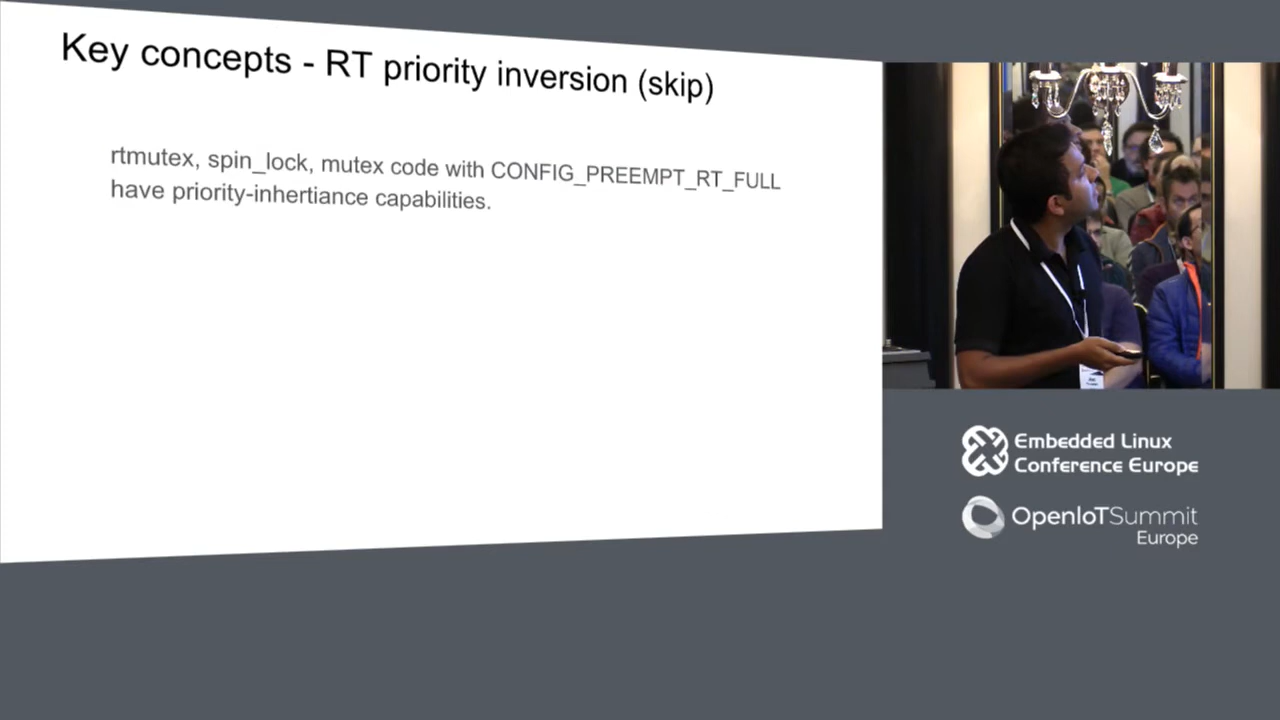 Key concepts - RT priority inversion (skip)
rtmutex, spin_lock, mutex code with CONFIG_PREEMPT_RT_FULL
have priority-inhertiance capabilities.
Embedded Linux
Conference Europe
OpenIoTSummit
Europe